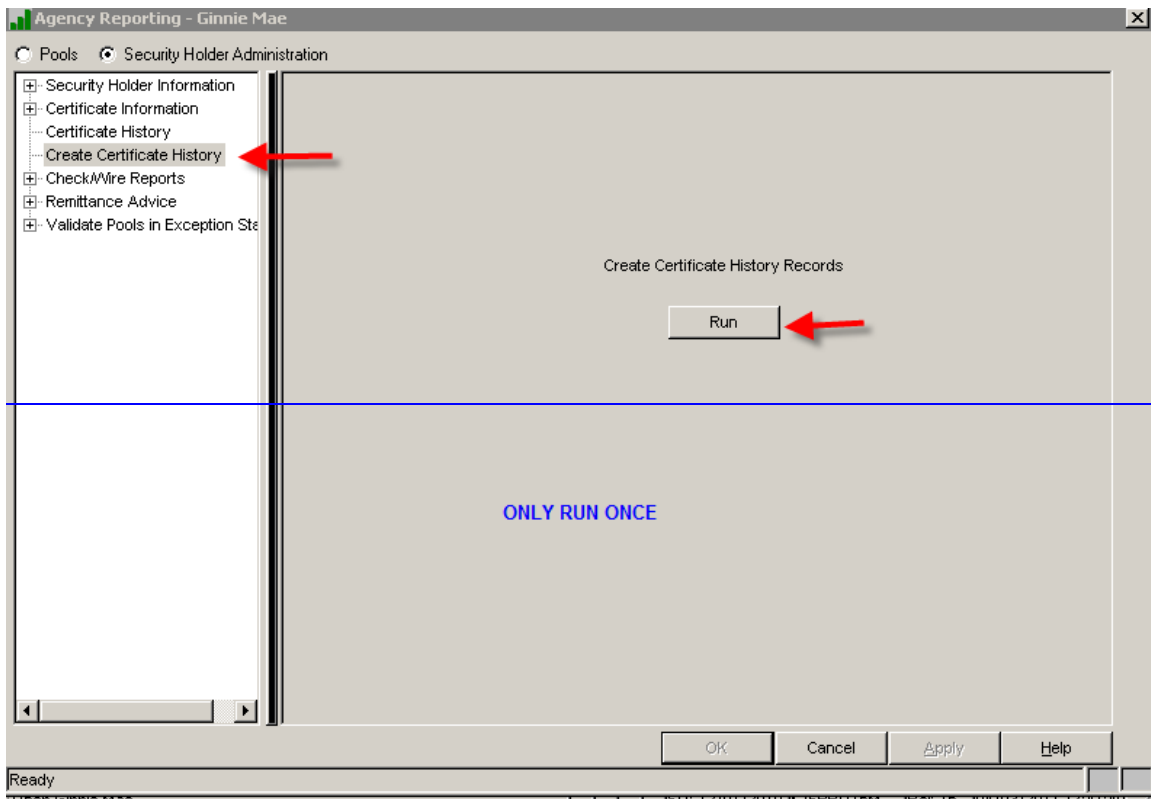 Agency Reporting - Ginnie Mae
Pools Security Holder Administration
Security Holder Information
Certificate Information
Certificate History
Create Certificate History
Check/Wire Reports
Remittance Advice
Validate Pools in Exception Sta
Create Certificate History Records
Run
ONLY RUN ONCE
OK Cancel Apply Help
Ready